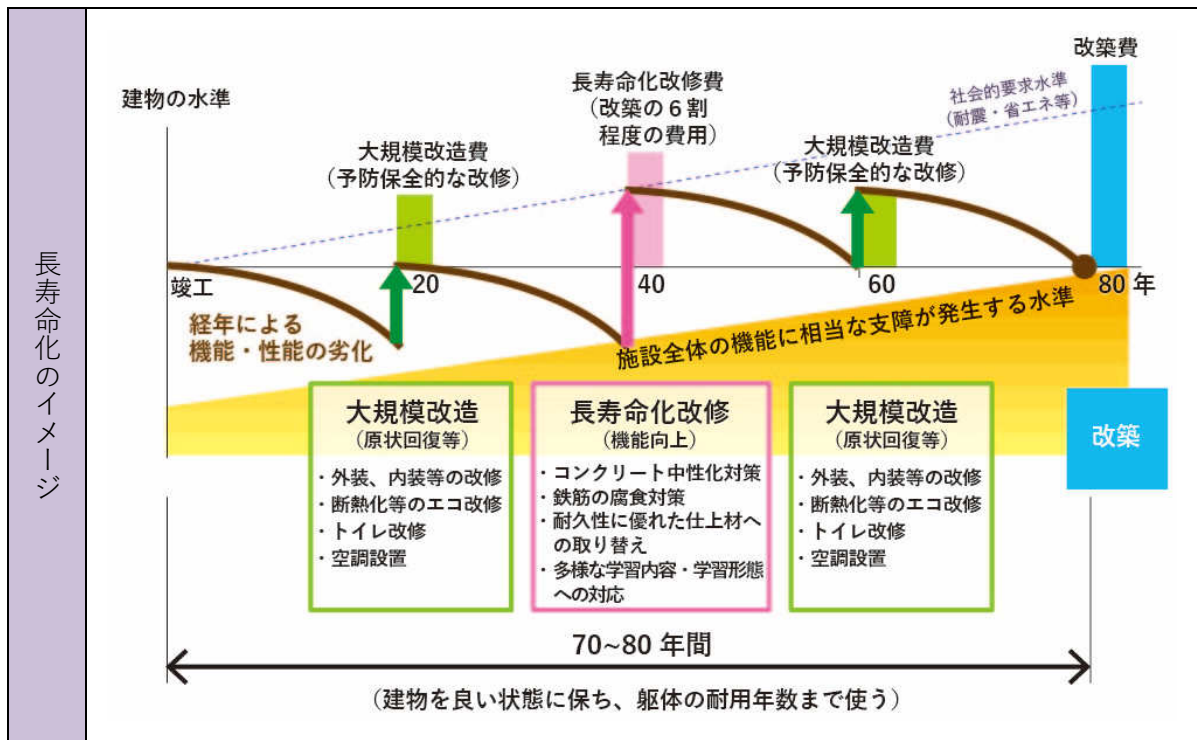 長寿命化のイメージ
建物の水準
改築費
社会的要求水準
(耐震・省エネ等)
長寿命化改修費
(改築の6割
程度の費用)
大規模改造費
(予防保全的な改修)
大規模改造費
(予防保全的な改修)
竣工
20
40
60
80年
経年による
機能・性能の劣化
施設全体の機能に相当な支障が発生する水準
大規模改造
(原状回復等)
・外装、内装等の改修
・断熱化等のエコ改修
・トイレ改修
・空調設置
長寿命化改修
(機能向上)
・コンクリート中性化対策
・鉄筋の腐食対策
・耐久性に優れた仕上材へ
の取り替え
・多様な学習内容・学習形態
への対応
大規模改造
(原状回復等)
・外装、内装等の改修
・断熱化等のエコ改修
・トイレ改修
・空調設置
改築
70~80年間
(建物を良い状態に保ち、躯体の耐用年数まで使う)